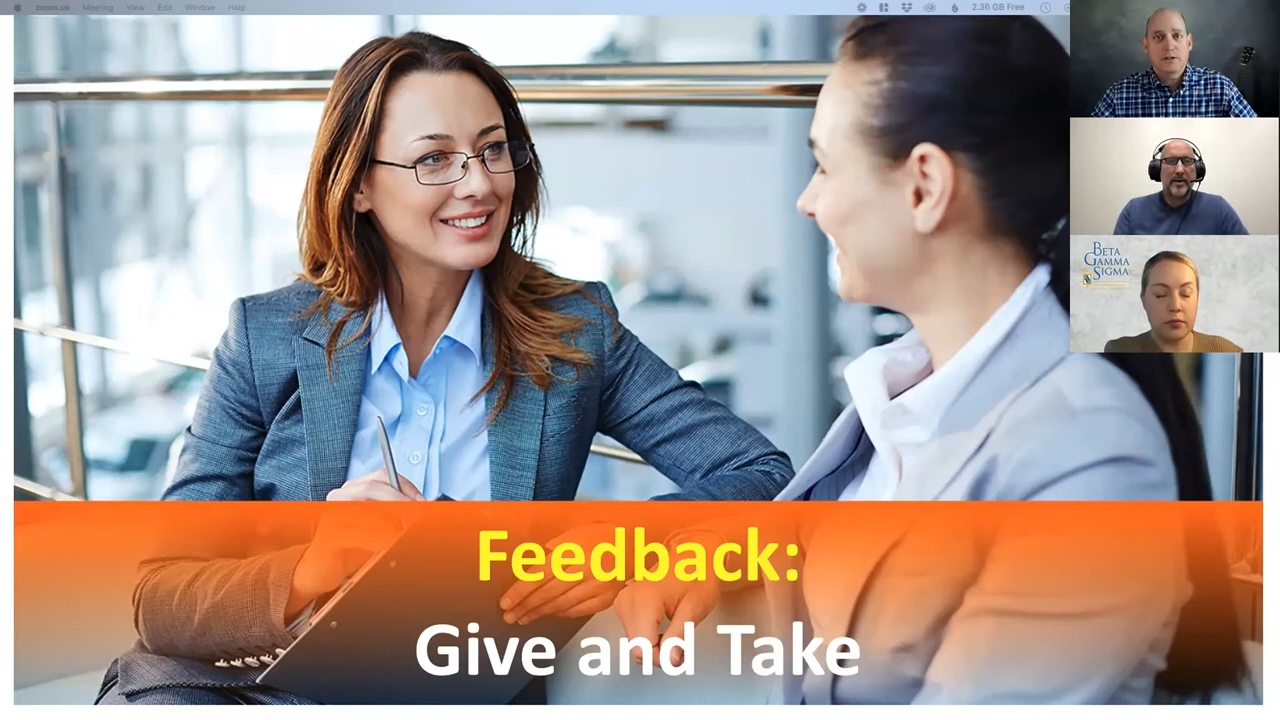 zoom.us Meeting View Edit Window Help 2.36 GB Free
BETA
GAMMA
SIGMA
Feedback:
Give and Take